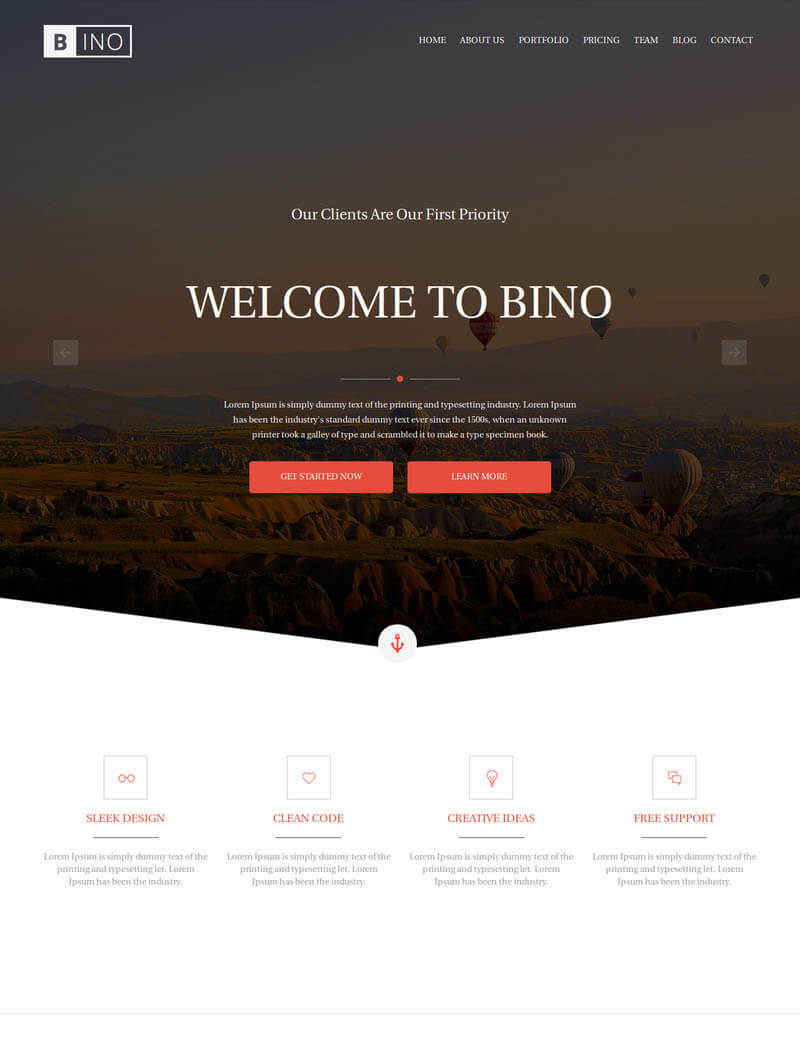 B INO
HOME ABOUT US PORTFOLIO PRICING TEAM BLOG CONTACT
Our Clients Are Our First Priority
WELCOME TO BINO
Lorem Ipsum is simply dummy text of the printing and typesetting industry. Lorem Ipsum
has been the industry's standard dummy text ever since the 1500s, when an unknown
printer took a galley of type and scrambled it to make a type specimen book.
GET STARTED NOW LEARN MORE
SLEEK DESIGN
Lorem Ipsum is simply dummy text of the
printing and typesetting let. Lorem
Ipsum has been the industry.
CLEAN CODE
Lorem Ipsum is simply dummy text of the
printing and typesetting let. Lorem
Ipsum has been the industry.
CREATIVE IDEAS
Lorem Ipsum is simply dummy text of the
printing and typesetting let. Lorem
Ipsum has been the industry.
FREE SUPPORT
Lorem Ipsum is simply dummy text of the
printing and typesetting let. Lorem
Ipsum has been the industry.